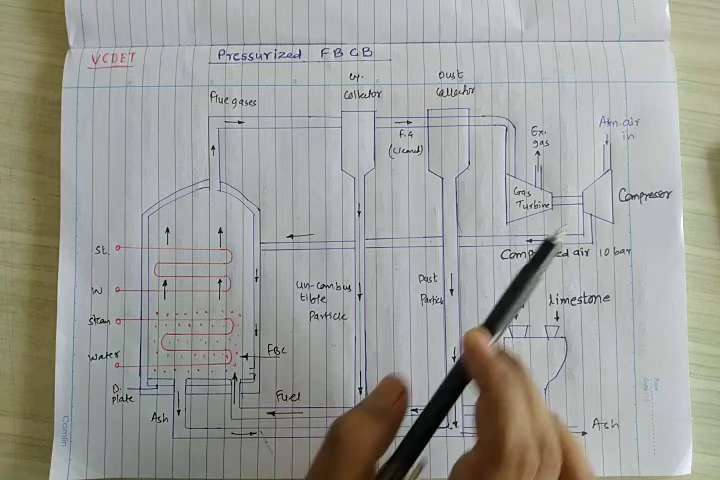 VCDET
Pressurized FBCB
Flue gases
Collector
Dust
Collector
F.G
(cleaned)
Ex.
gas
Atm. air
in
Gas
Turbine
Compressor
Compressed air 10 bar
St.
W
Steam
Water
D.
plate
Ash
FBC
Un-combus
tible
Particle
Dust
Particle
Limestone
Fuel
Ash
Camlin